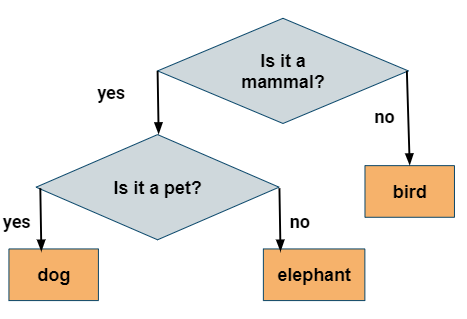 Is it a
mammal?
yes
no
Is it a pet?
bird
yes
no
dog
elephant